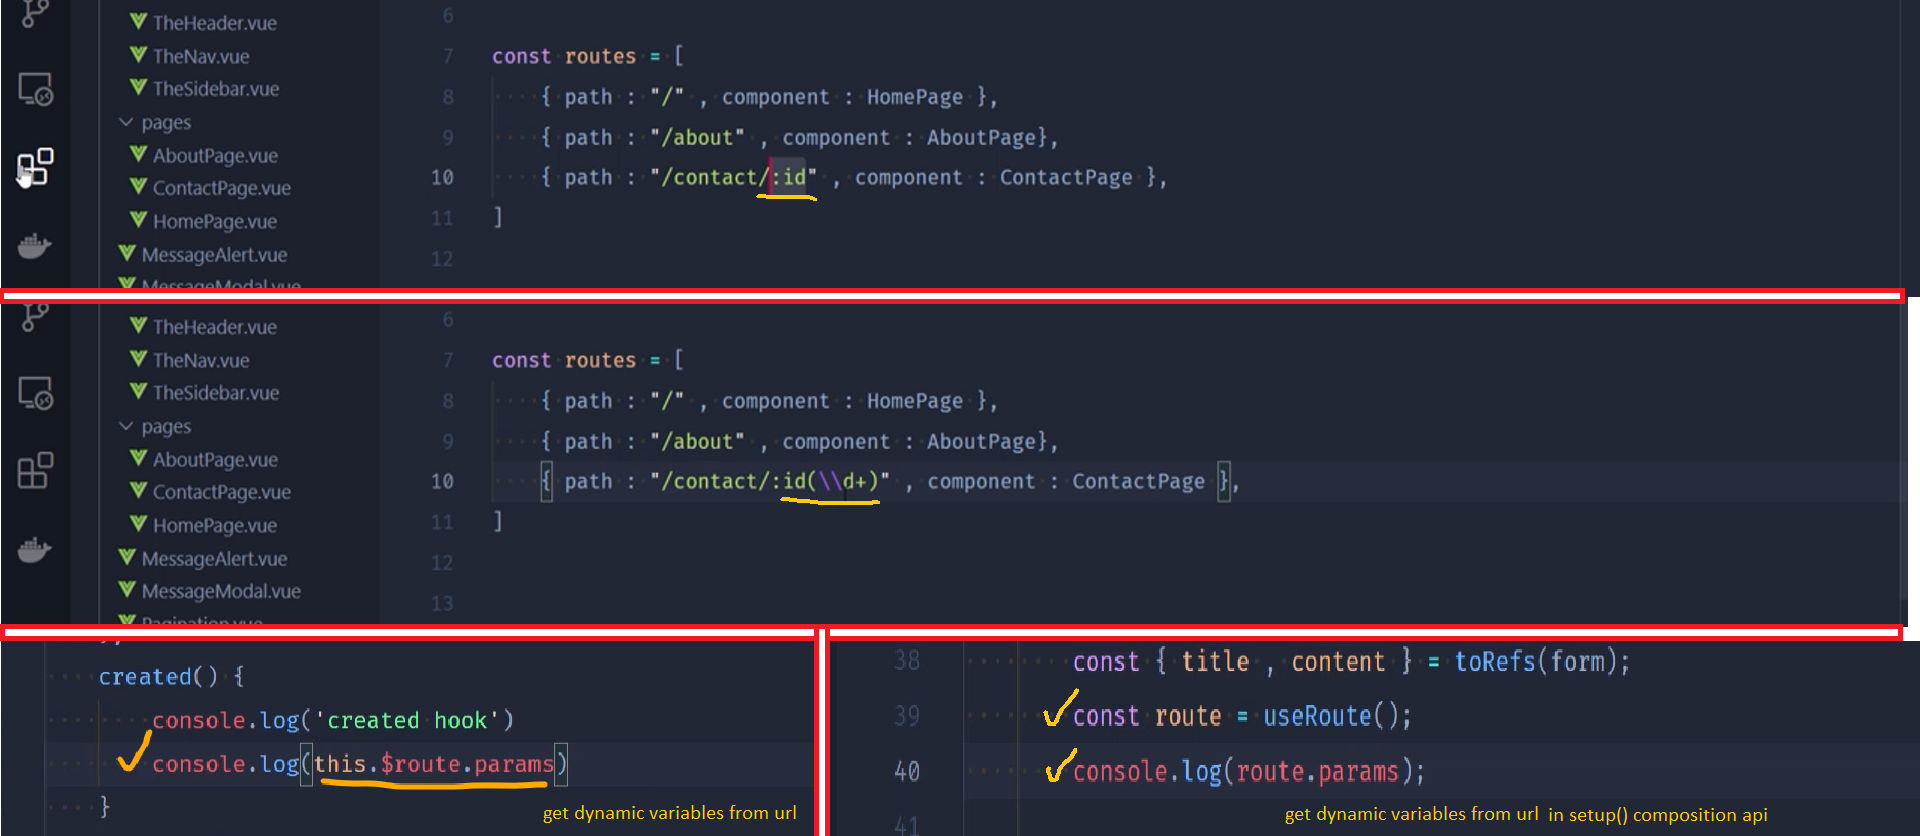 TheHeader.vue
TheNav.vue
TheSidebar.vue
pages
AboutPage.vue
ContactPage.vue
HomePage.vue
MessageAlert.vue
MessageModal.vue
6
7 const routes = [
8 { path : "/" , component : HomePage },
9 { path : "/about" , component : AboutPage},
10 { path : "/contact/:id" , component : ContactPage },
11 ]
12
TheHeader.vue
TheNav.vue
TheSidebar.vue
pages
AboutPage.vue
ContactPage.vue
HomePage.vue
MessageAlert.vue
MessageModal.vue
Pagination.vue
6
7 const routes = [
8 { path : "/" , component : HomePage },
9 { path : "/about" , component : AboutPage},
10 { path : "/contact/:id(\\d+)" , component : ContactPage },
11 ]
12
13
created() {
console.log('created hook')
console.log(this.$route.params)
}
get dynamic variables from url
38 const { title , content } = toRefs(form);
39 const route = useRoute();
40 console.log(route.params);
41
get dynamic variables from url in setup() composition api